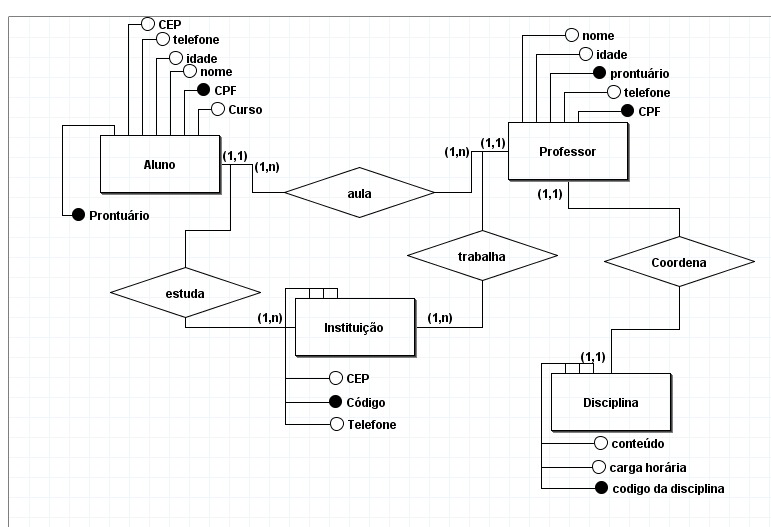 CEP
telefone
idade
nome
CPF
Curso
Aluno
Prontuário
(1,1)
(1,n)
aula
(1,n)
(1,1)
nome
idade
prontuário
telefone
CPF
Professor
(1,1)
estuda
trabalha
Coordena
(1,n)
Instituição
(1,n)
CEP
Código
Telefone
(1,1)
Disciplina
conteúdo
carga horária
codigo da disciplina